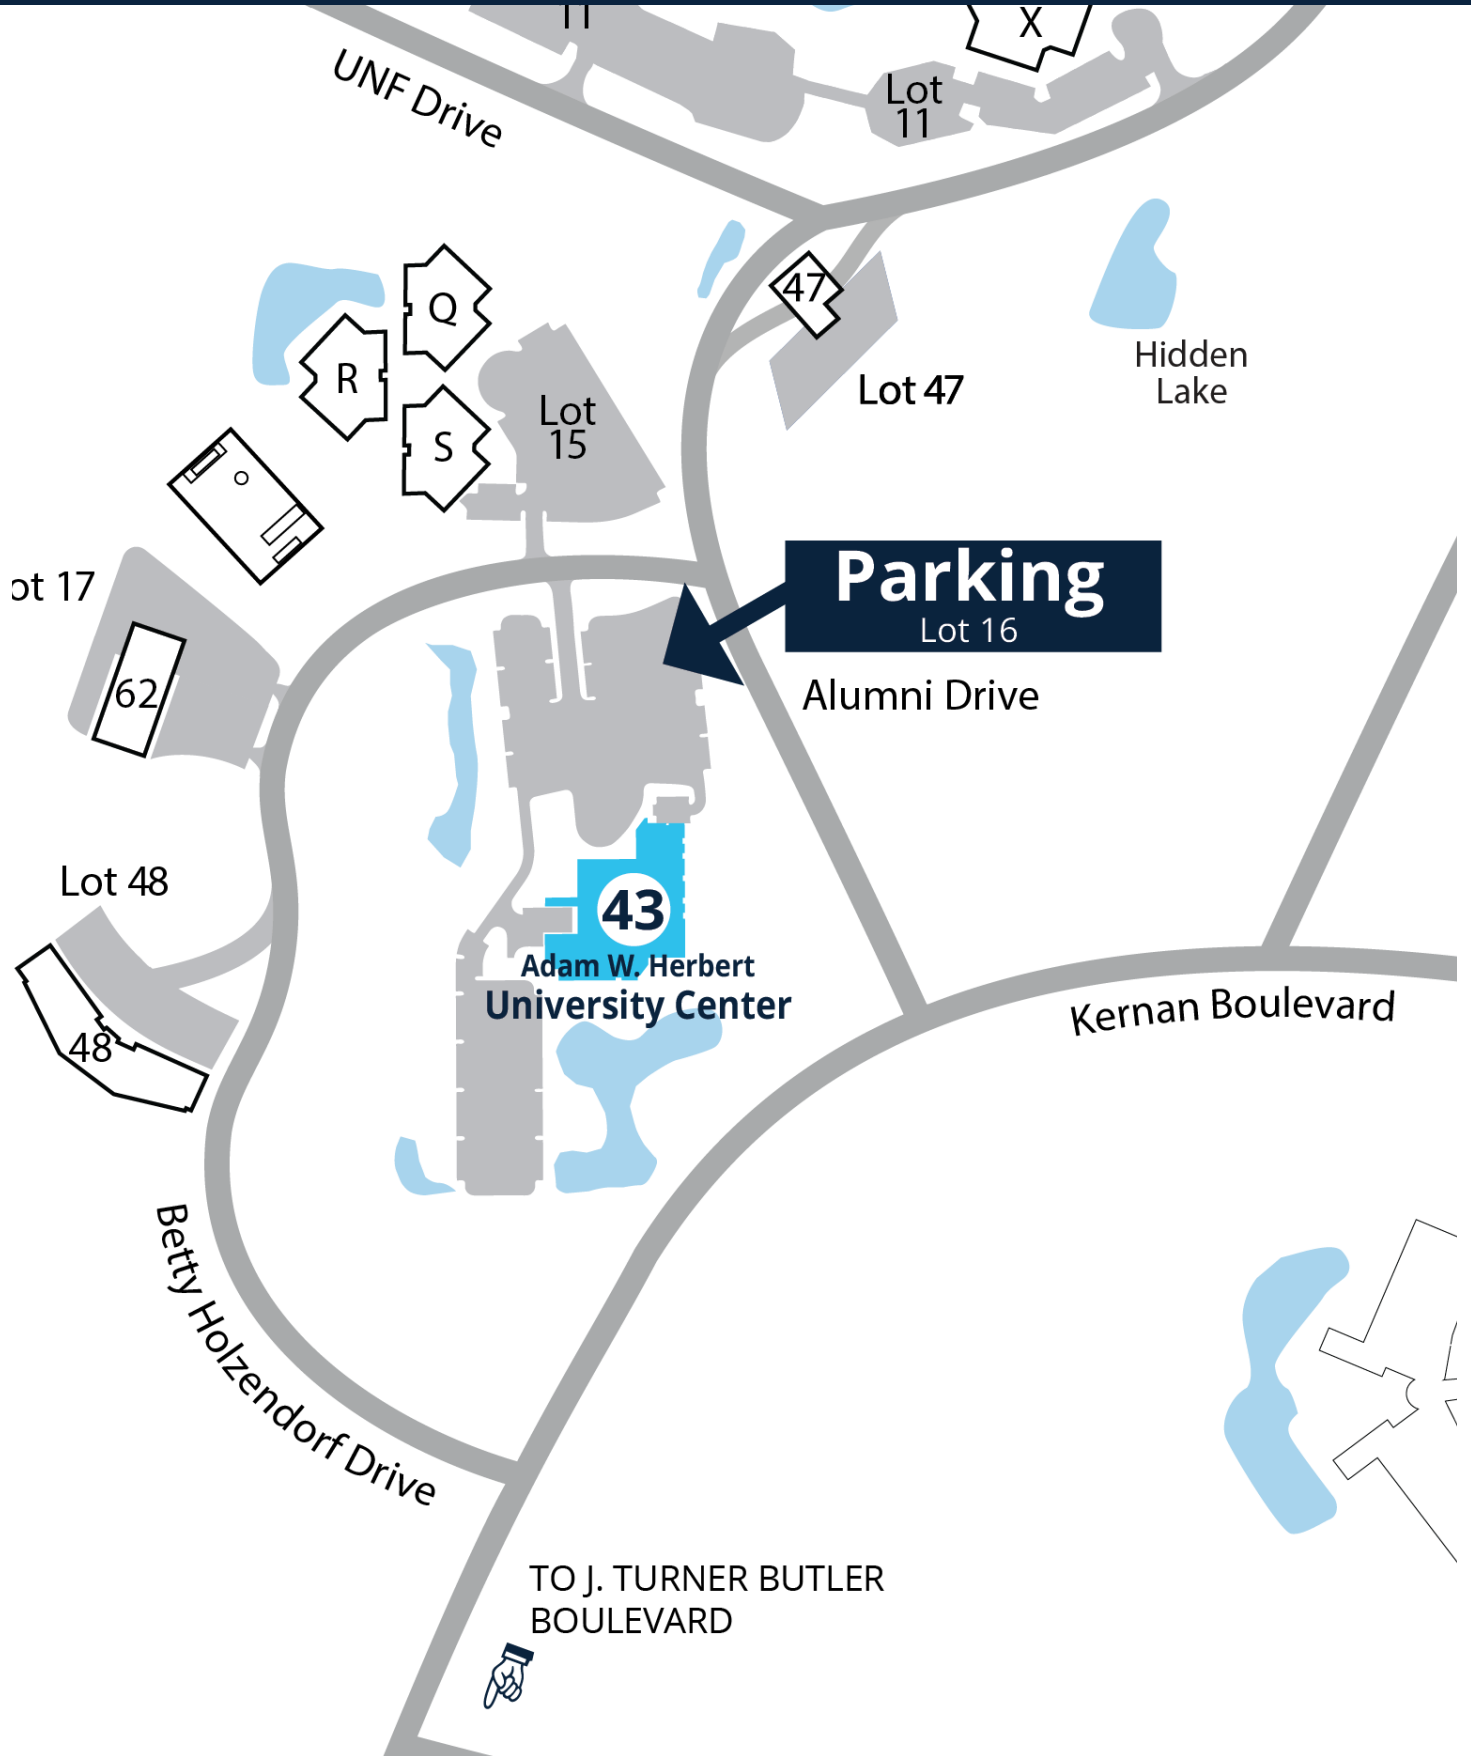 11
X
UNF Drive
Lot
11
Q
47
R
Hidden
Lake
Lot 47
Lot
15
S
Parking
Lot 16
ot 17
62
Alumni Drive
Lot 48
43
Adam W. Herbert
University Center
Kernan Boulevard
48
Betty Holzendorf Drive
TO J. TURNER BUTLER
BOULEVARD